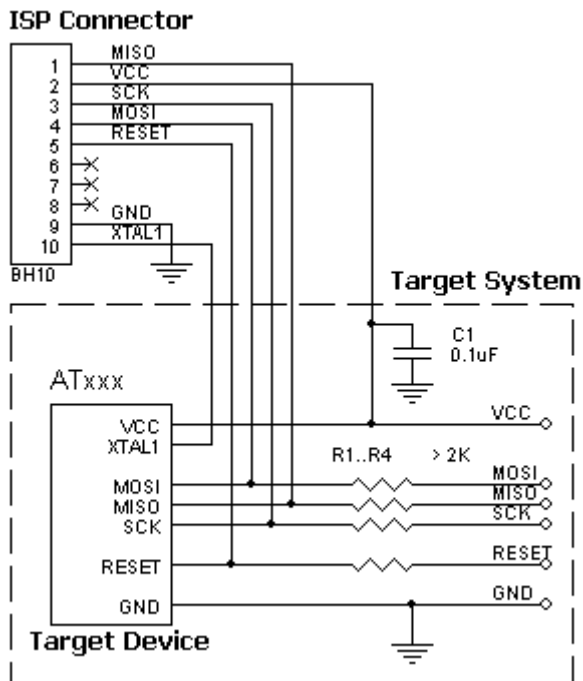 ISP Connector
1 MISO
2 VCC
3 SCK
4 MOSI
5 RESET
6
7
8
9 GND
10 XTAL1
BH10
Target System
C1
0.1uF
ATxxx
VCC
XTAL1
MOSI
MISO
SCK
RESET
GND
R1..R4 > 2K
VCC
MOSI
MISO
SCK
RESET
GND
Target Device